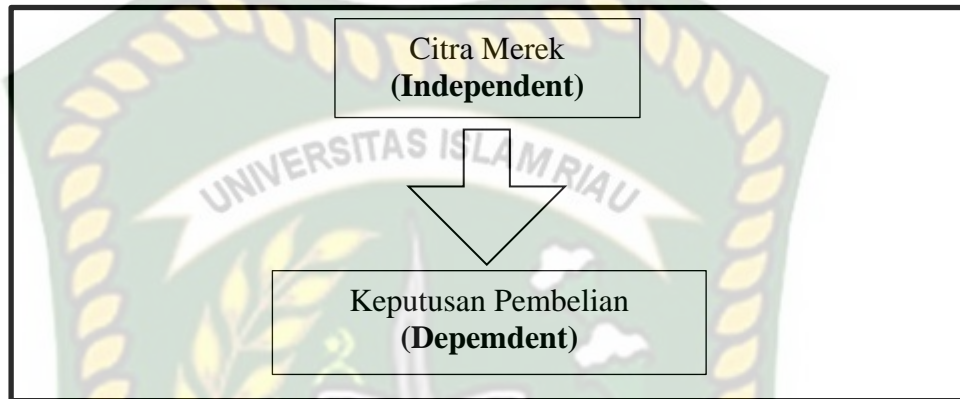 Citra Merek
(Independent)
UNIVERSITAS ISLAM RIAU
Keputusan Pembelian
(Depemdent)